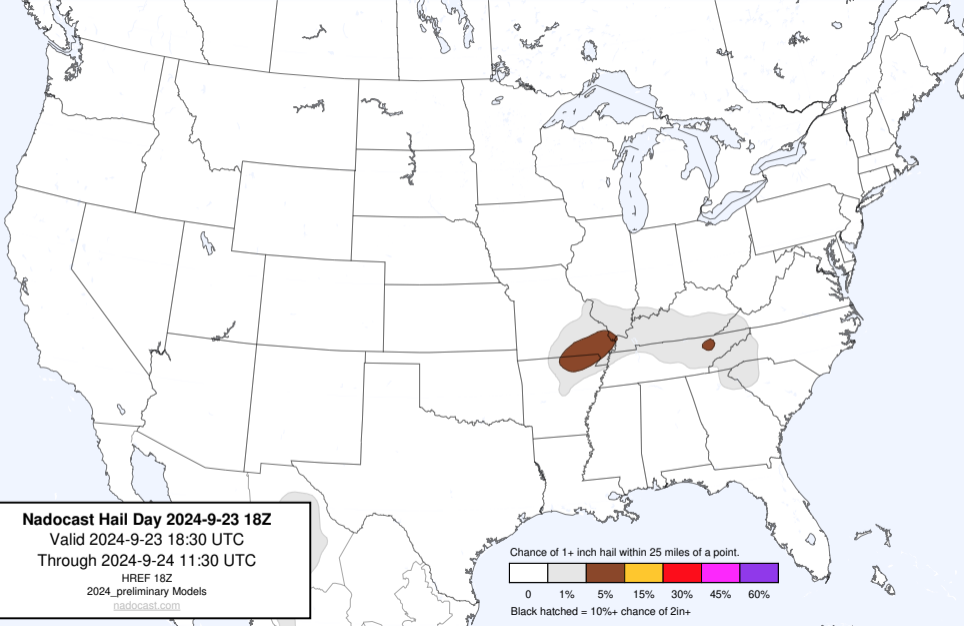 Nadocast Hail Day 2024-9-23 18Z
Valid 2024-9-23 18:30 UTC
Through 2024-9-24 11:30 UTC
HREF 18Z
2024_preliminary Models
nadocast.com
Chance of 1+ inch hail within 25 miles of a point.
0 1% 5% 15% 30% 45% 60%
Black hatched = 10%+ chance of 2in+